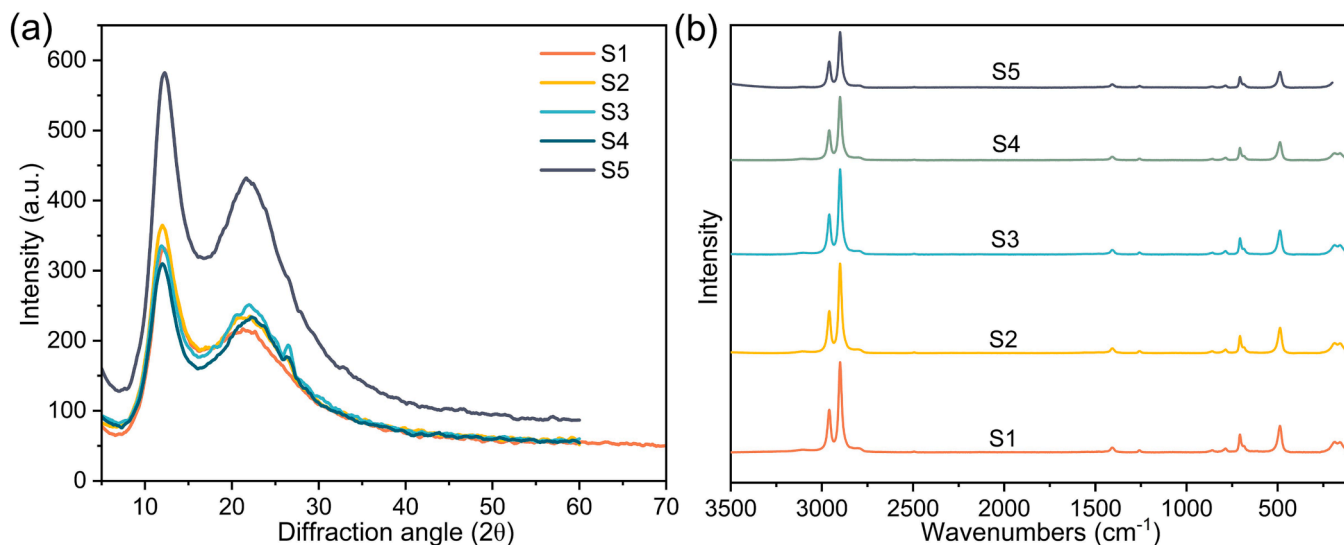 (a)
600
500
400
300
200
100
0
Intensity (a.u.)
S1
S2
S3
S4
S5
10 20 30 40 50 60 70
Diffraction angle (2θ)
(b)
Intensity
S5
S4
S3
S2
S1
3500 3000 2500 2000 1500 1000 500
Wavenumbers (cm⁻¹)